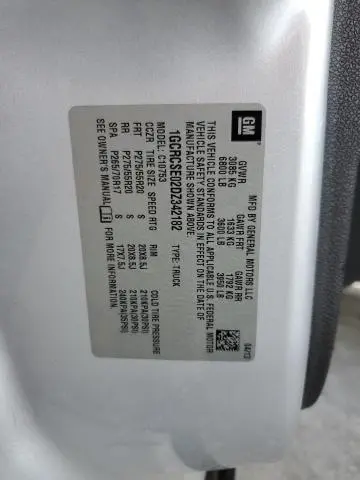 GM
MFD BY GENERAL MOTORS LLC
GVWR GAWR FRT GAWR RR
3085 KG 1633 KG 1792 KG
6800 LB 3600 LB 3950 LB
THIS VEHICLE CONFORMS TO ALL APPLICABLE U.S. FEDERAL MOTOR
VEHICLE SAFETY STANDARDS IN EFFECT ON THE DATE OF
MANUFACTURE SHOWN ABOVE.
1GCRCSE02DZ342182 TYPE: TRUCK
MODEL: C10753
CCZR TIRE SIZE SPEED RTG RIM COLD TIRE PRESSURE
FRT P275/55R20 S 20X8.5J 210KPA(30PSI)
RR P275/55R20 S 20X8.5J 210KPA(30PSI)
SPA P265/70R17 S 17X7.5J 240KPA(35PSI)
SEE OWNER'S MANUAL FOR MORE INFORMATION.
04/13